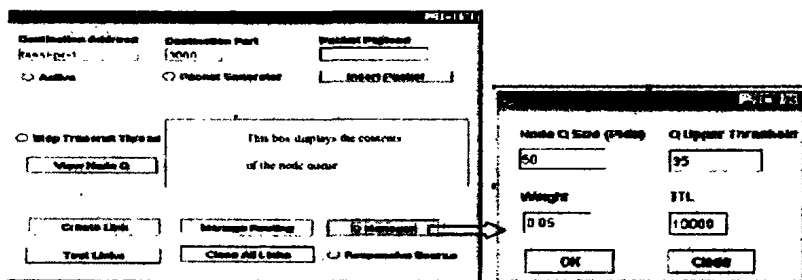 Destination Address
Destination Port
Packet Payload
3000
Active
Packet Generator
Insert Packet
Stop Transmit Thread
View Node Q
This box displays the contents
of the node queue
Create Link
Manage Routing
Q Manager
Test Links
Close All Links
Responsive Source
Node Q Size (Pkts)
Q Upper Threshold
50
95
Weight
TTL
0.05
10000
OK
Close